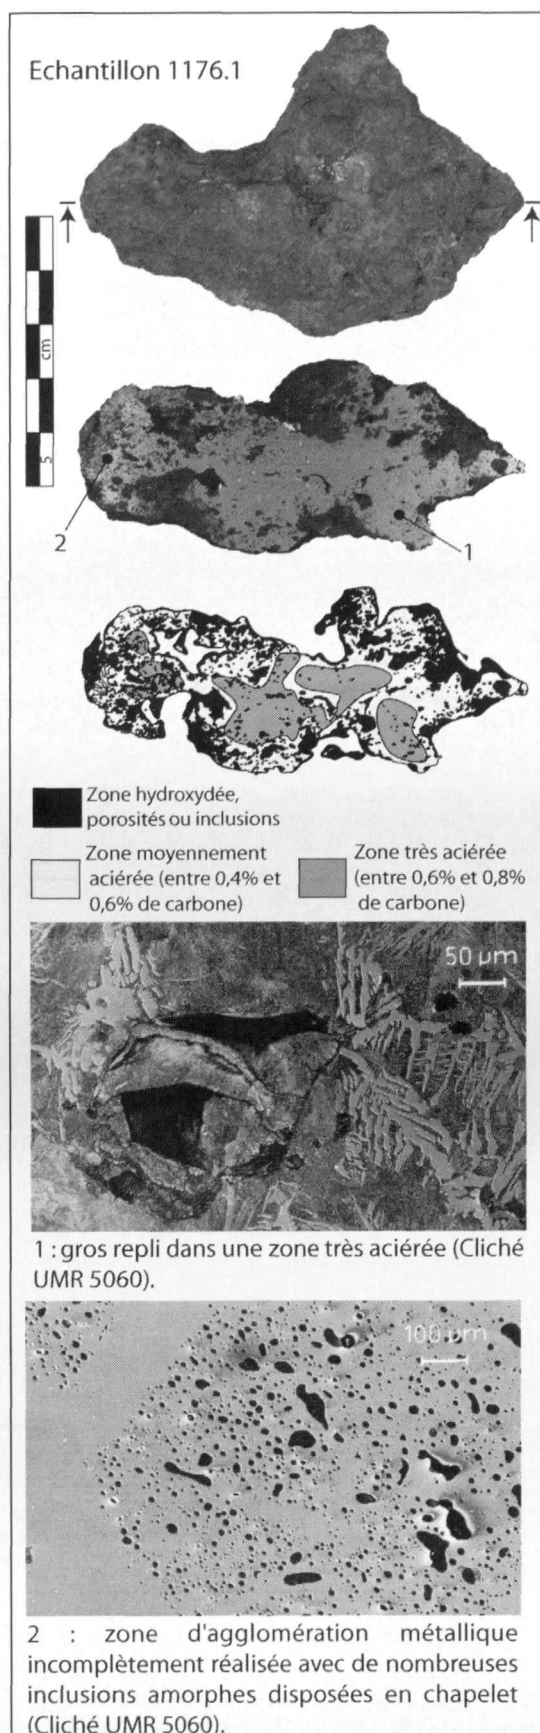 Echantillon 1176.1
cm
5
2
1
Zone hydroxydée,
porosités ou inclusions
Zone moyennement
aciérée (entre 0,4% et
0,6% de carbone)
Zone très aciérée
(entre 0,6% et 0,8%
de carbone)
50 µm
1 : gros repli dans une zone très aciérée (Cliché
UMR 5060).
100 µm
2 : zone d'agglomération métallique
incomplètement réalisée avec de nombreuses
inclusions amorphes disposées en chapelet
(Cliché UMR 5060).